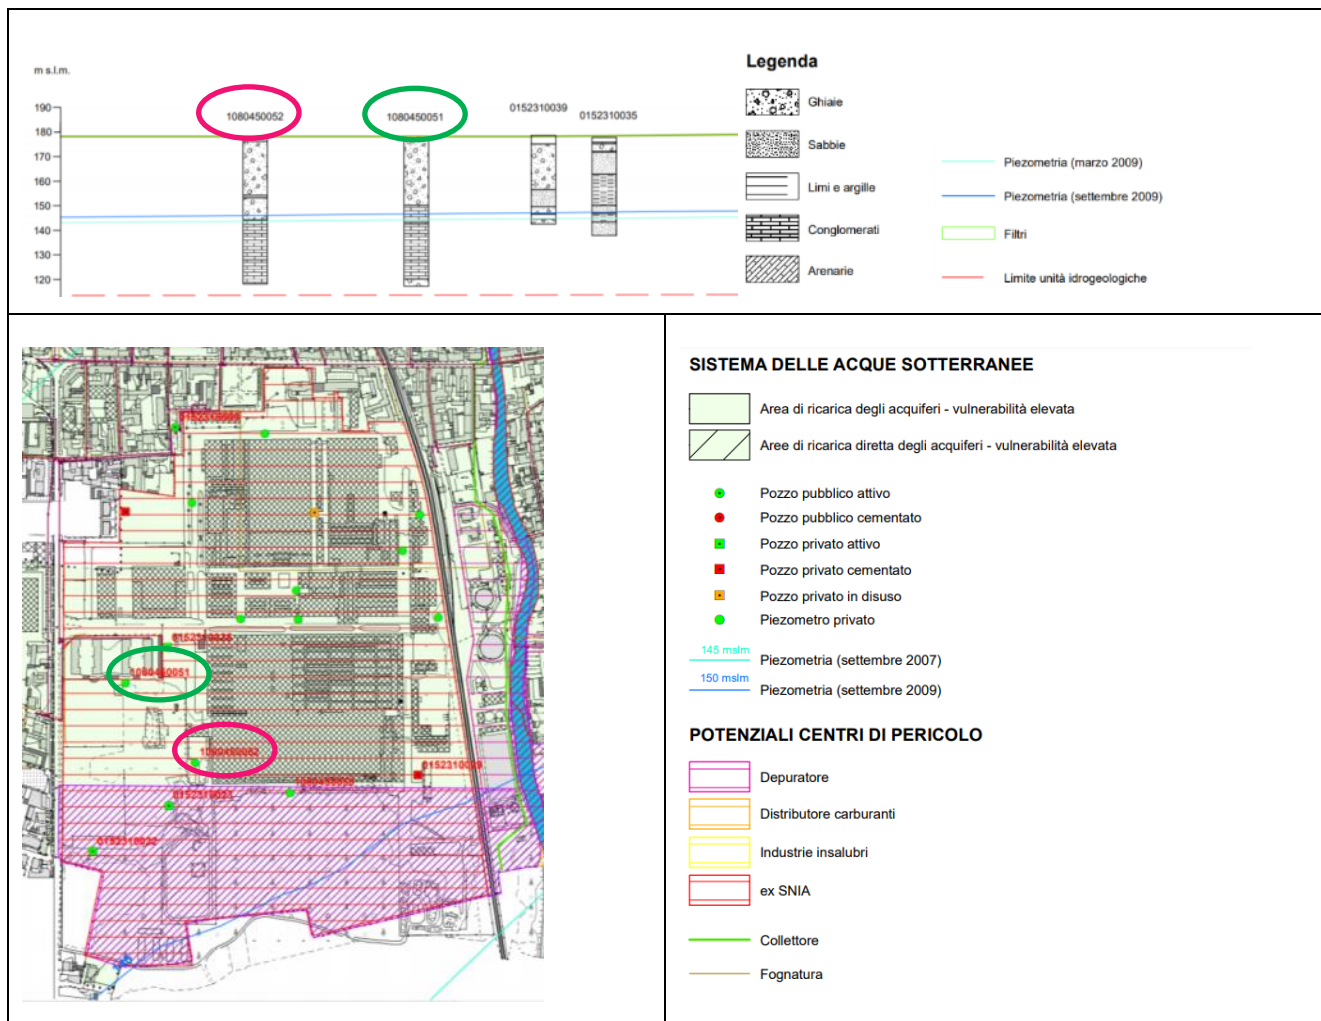 m s.l.m.
190
180
170
160
150
140
130
120
1080450052
1080450051
0152310039
0152310035
Legenda
Ghiaie
Sabbie
Limi e argille
Conglomerati
Arenarie
Piezometria (marzo 2009)
Piezometria (settembre 2009)
Filtri
Limite unità idrogeologiche
1080450051
1080450052
0152310039
0152310023
0152310022
SISTEMA DELLE ACQUE SOTTERRANEE
Area di ricarica degli acquiferi - vulnerabilità elevata
Aree di ricarica diretta degli acquiferi - vulnerabilità elevata
Pozzo pubblico attivo
Pozzo pubblico cementato
Pozzo privato attivo
Pozzo privato cementato
Pozzo privato in disuso
Piezometro privato
145 mslm
Piezometria (settembre 2007)
150 mslm
Piezometria (settembre 2009)
POTENZIALI CENTRI DI PERICOLO
Depuratore
Distributore carburanti
Industrie insalubri
ex SNIA
Collettore
Fognatura